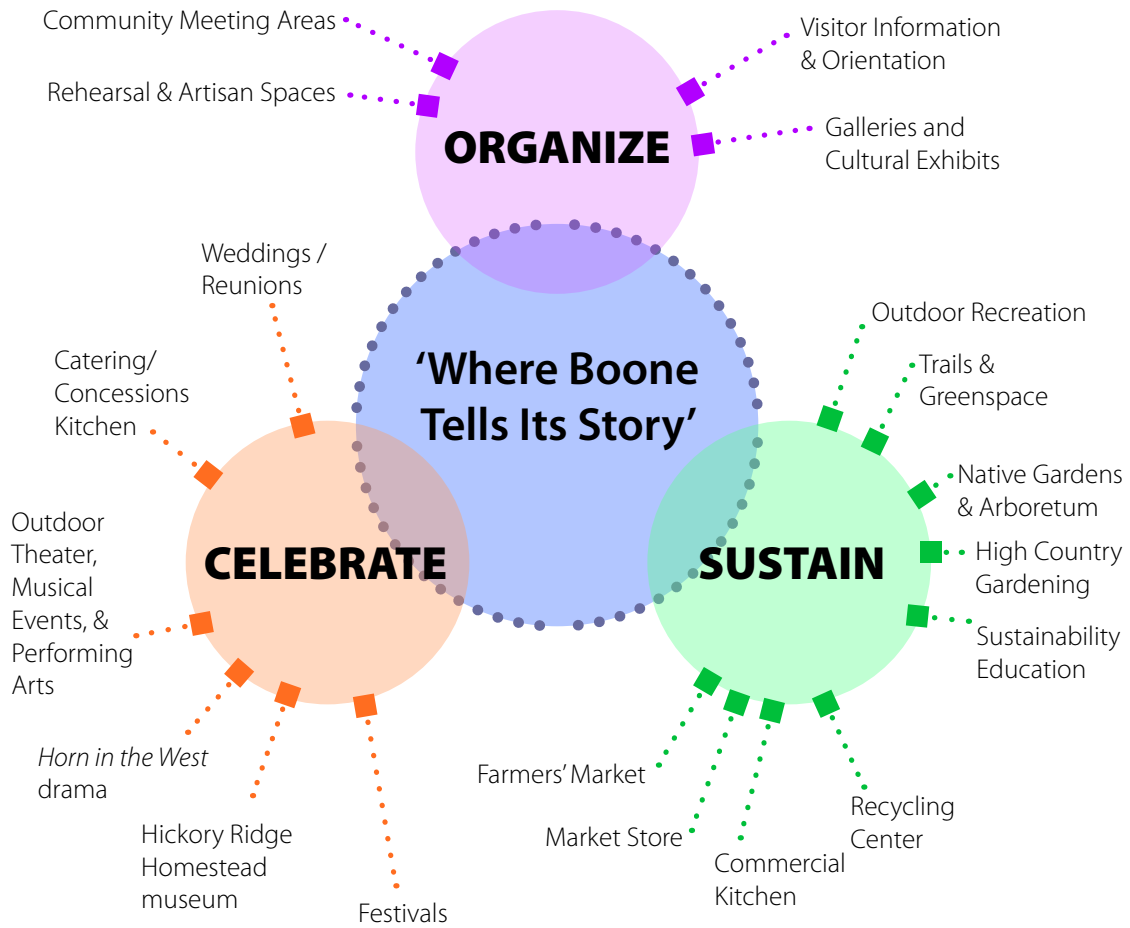 Community Meeting Areas
Rehearsal & Artisan Spaces
Visitor Information
& Orientation
Galleries and
Cultural Exhibits
ORGANIZE
‘Where Boone
Tells Its Story’
Weddings /
Reunions
Catering/
Concessions
Kitchen
Outdoor
Theater,
Musical
Events, &
Performing
Arts
CELEBRATE
Horn in the West
drama
Hickory Ridge
Homestead
museum
Festivals
Outdoor Recreation
Trails &
Greenspace
Native Gardens
& Arboretum
High Country
Gardening
Sustainability
Education
SUSTAIN
Farmers’ Market
Market Store
Commercial
Kitchen
Recycling
Center